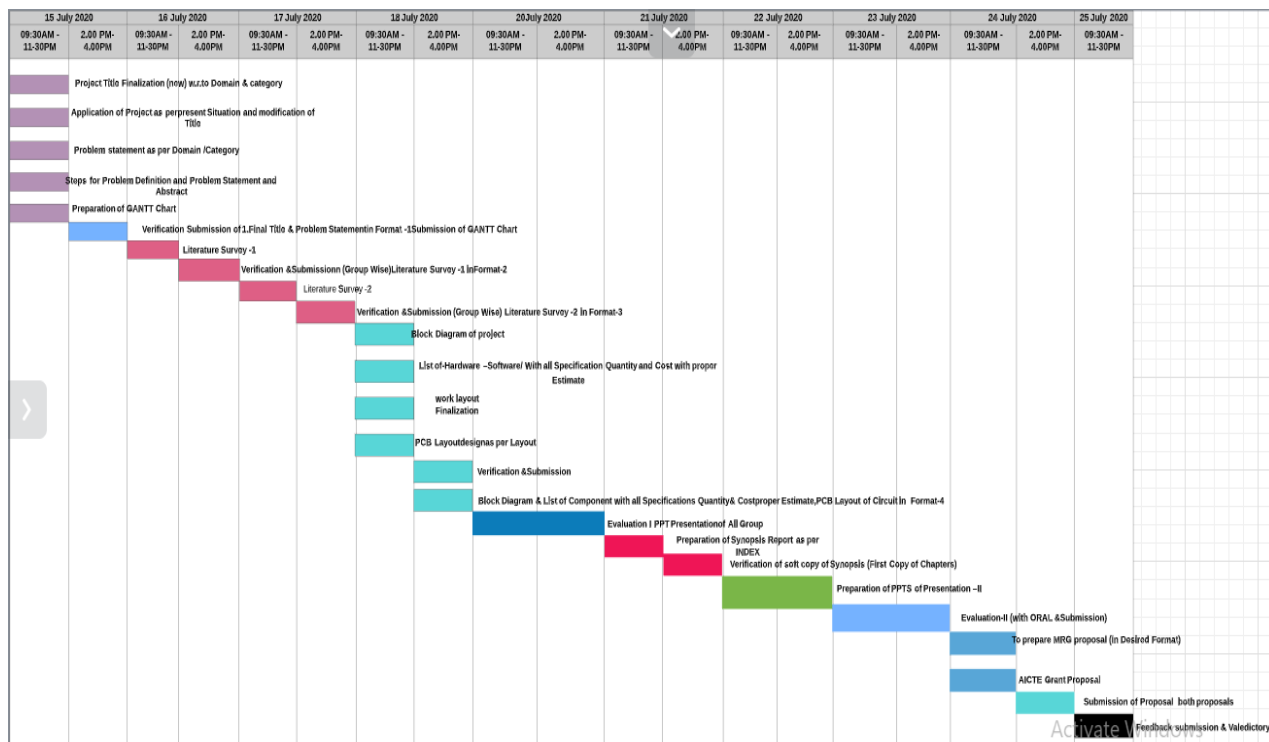 15 July 2020 16 July 2020 17 July 2020 18 July 2020 20July 2020 21 July 2020 22 July 2020 23 July 2020 24 July 2020 25 July 2020
09:30AM - 2.00 PM- 09:30AM - 2.00 PM- 09:30AM - 2.00 PM- 09:30AM - 2.00 PM- 09:30AM - 2.00 PM- 09:30AM - 2.00 PM- 09:30AM - 2.00 PM- 09:30AM - 2.00 PM- 09:30AM - 2.00 PM- 09:30AM -
11-30PM 4.00PM 11-30PM 4.00PM 11-30PM 4.00PM 11-30PM 4.00PM 11-30PM 4.00PM 11-30PM 4.00PM 11-30PM 4.00PM 11-30PM 4.00PM 11-30PM 4.00PM 11-30PM
Project Title Finalization (now) w.r.to Domain & category
Application of Project as perpresent Situation and modification of
Title
Problem statement as per Domain /Category
Steps for Problem Definition and Problem Statement and
Abstract
Preparation of GANTT Chart
Verification Submission of 1.Final Title & Problem Statementin Format -1Submission of GANTT Chart
Literature Survey -1
Verification &Submissionn (Group Wise)Literature Survey -1 inFormat-2
Literature Survey -2
Verification &Submission (Group Wise) Literature Survey -2 in Format-3
Block Diagram of project
List of-Hardware –Software/ With all Specification Quantity and Cost with proper
Estimate
work layout
Finalization
PCB Layoutdesignas per Layout
Verification &Submission
Block Diagram & List of Component with all Specifications Quantity& Costproper Estimate,PCB Layout of Circuit in Format-4
Evaluation I PPT Presentationof All Group
Preparation of Synopsis Report as per
INDEX
Verification of soft copy of Synopsis (First Copy of Chapters)
Preparation of PPTS of Presentation –II
Evaluation-II (with ORAL &Submission)
To prepare MRG proposal (in Desired Format)
AICTE Grant Proposal
Submission of Proposal both proposals
Feedback submission & Valedictory
Activate Windows